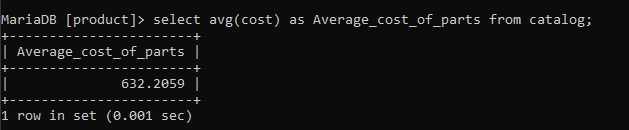 MariaDB [product]> select avg(cost) as Average_cost_of_parts from catalog;
+-----------------------+
| Average_cost_of_parts |
+-----------------------+
|              632.2059 |
+-----------------------+
1 row in set (0.001 sec)